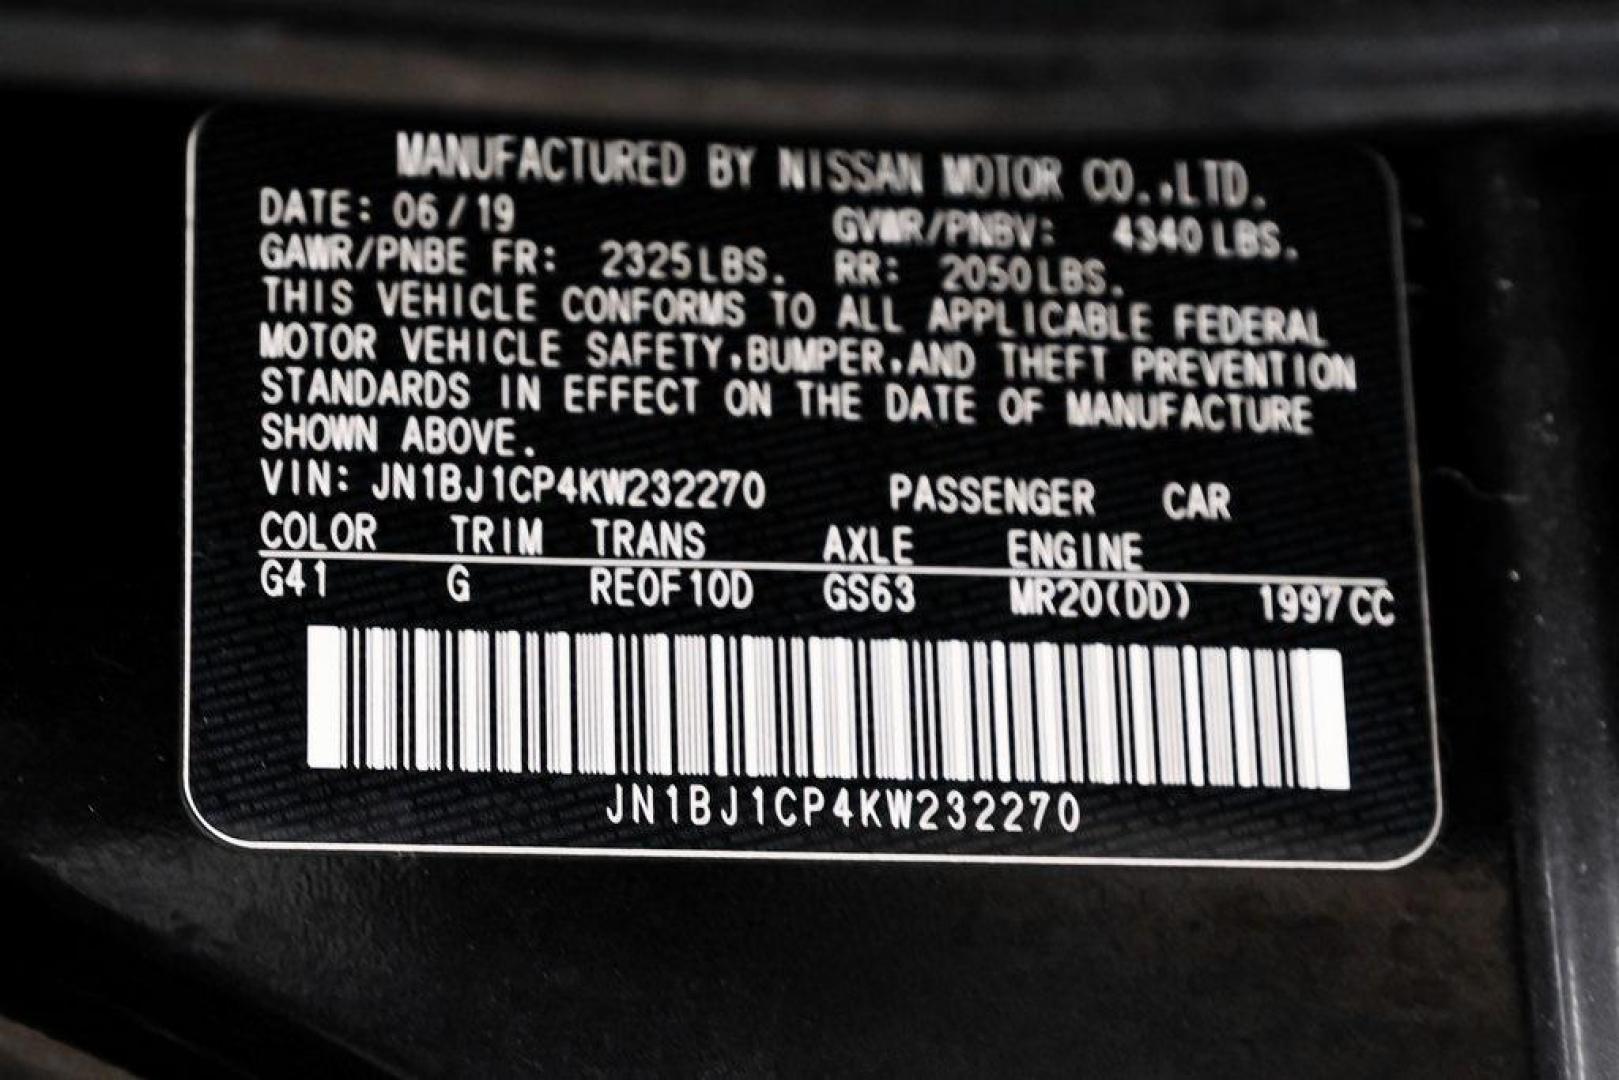 MANUFACTURED BY NISSAN MOTOR CO.,LTD.
DATE: 06/19 GVWR/PNBV: 4340 LBS.
GAWR/PNBE FR: 2325LBS. RR: 2050LBS.
THIS VEHICLE CONFORMS TO ALL APPLICABLE FEDERAL
MOTOR VEHICLE SAFETY,BUMPER,AND THEFT PREVENTION
STANDARDS IN EFFECT ON THE DATE OF MANUFACTURE
SHOWN ABOVE.
VIN: JN1BJ1CP4KW232270 PASSENGER CAR
COLOR TRIM TRANS AXLE ENGINE
G41 G RE0F10D GS63 MR20(DD) 1997CC
JN1BJ1CP4KW232270